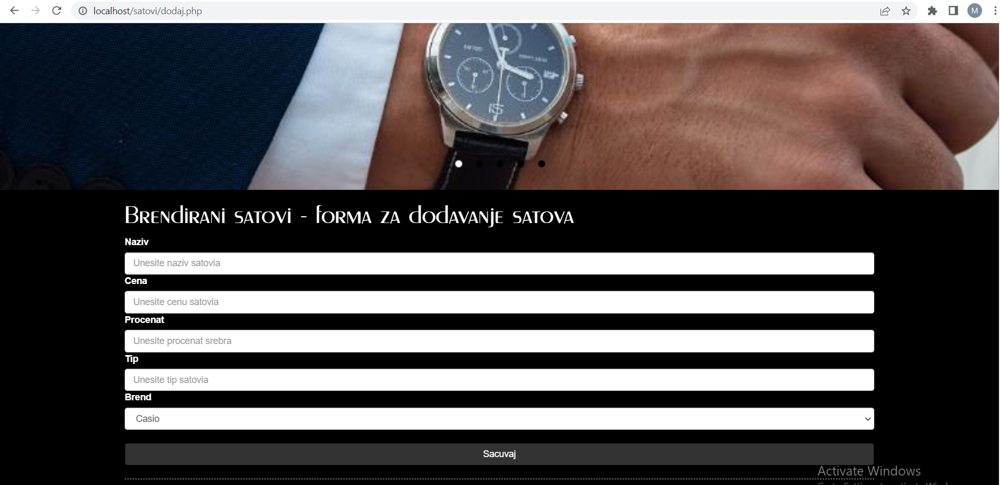 localhost/satovi/dodaj.php
M
Brendirani satovi - forma za dodavanje satova
Naziv
Unesite naziv satovia
Cena
Unesite cenu satovia
Procenat
Unesite procenat srebra
Tip
Unesite tip satovia
Brend
Casio
Sacuvaj
Activate Windows